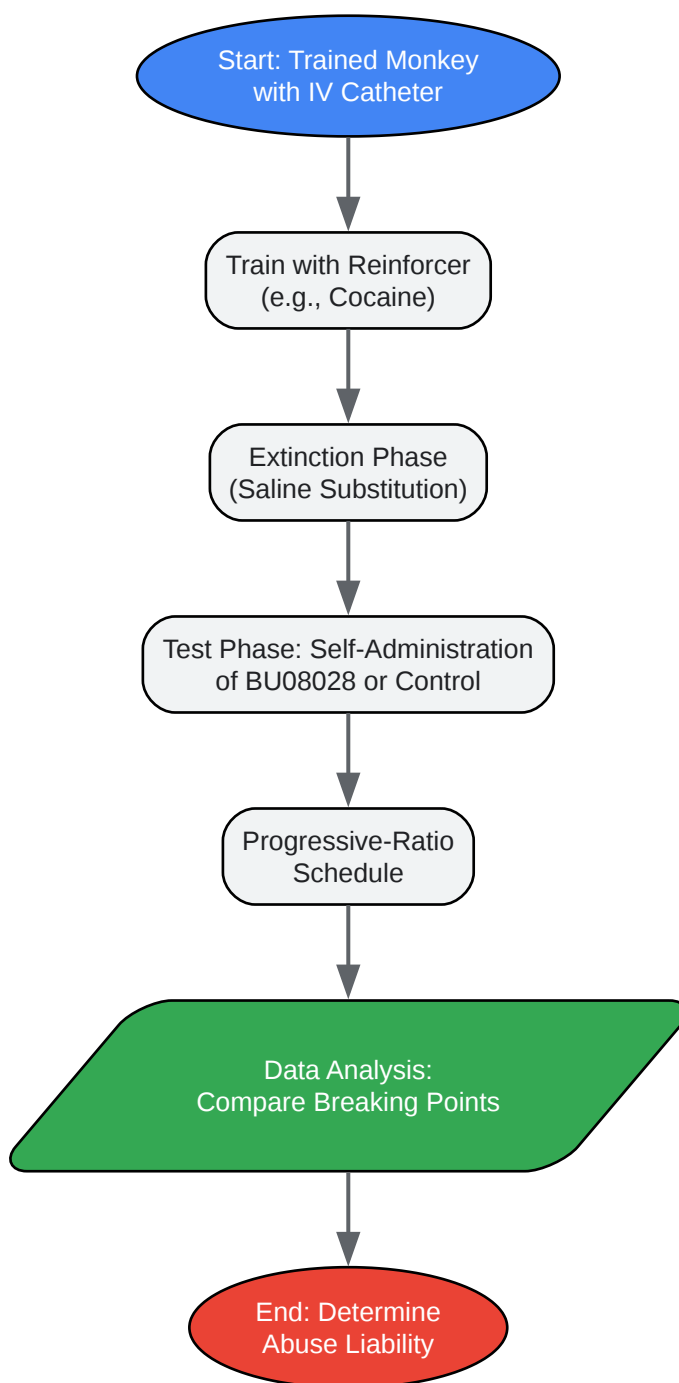 Start: Trained Monkey
with IV Catheter
Train with Reinforcer
(e.g., Cocaine)
Extinction Phase
(Saline Substitution)
Test Phase: Self-Administration
of BU08028 or Control
Progressive-Ratio
Schedule
Data Analysis:
Compare Breaking Points
End: Determine
Abuse Liability